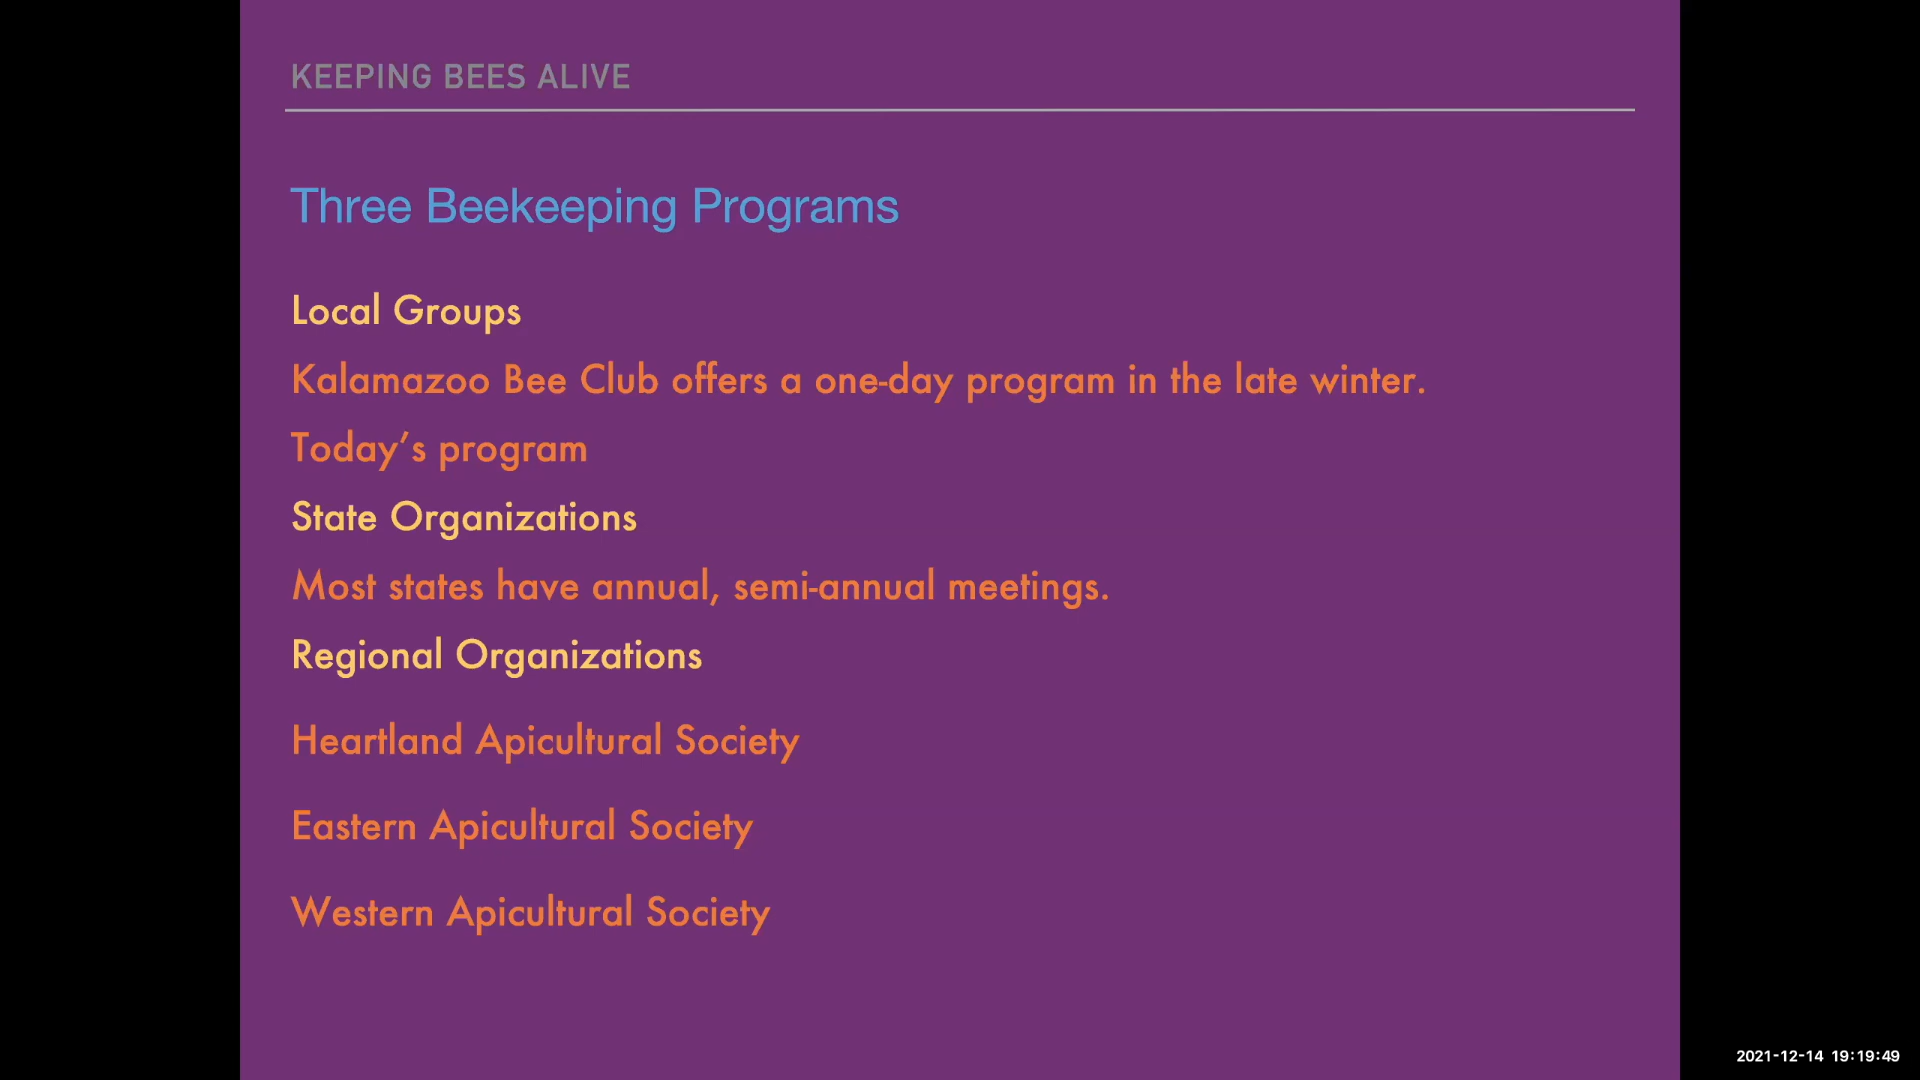 KEEPING BEES ALIVE
Three Beekeeping Programs
Local Groups
Kalamazoo Bee Club offers a one-day program in the late winter.
Today’s program
State Organizations
Most states have annual, semi-annual meetings.
Regional Organizations
Heartland Apicultural Society
Eastern Apicultural Society
Western Apicultural Society
2021-12-14 19:19:49